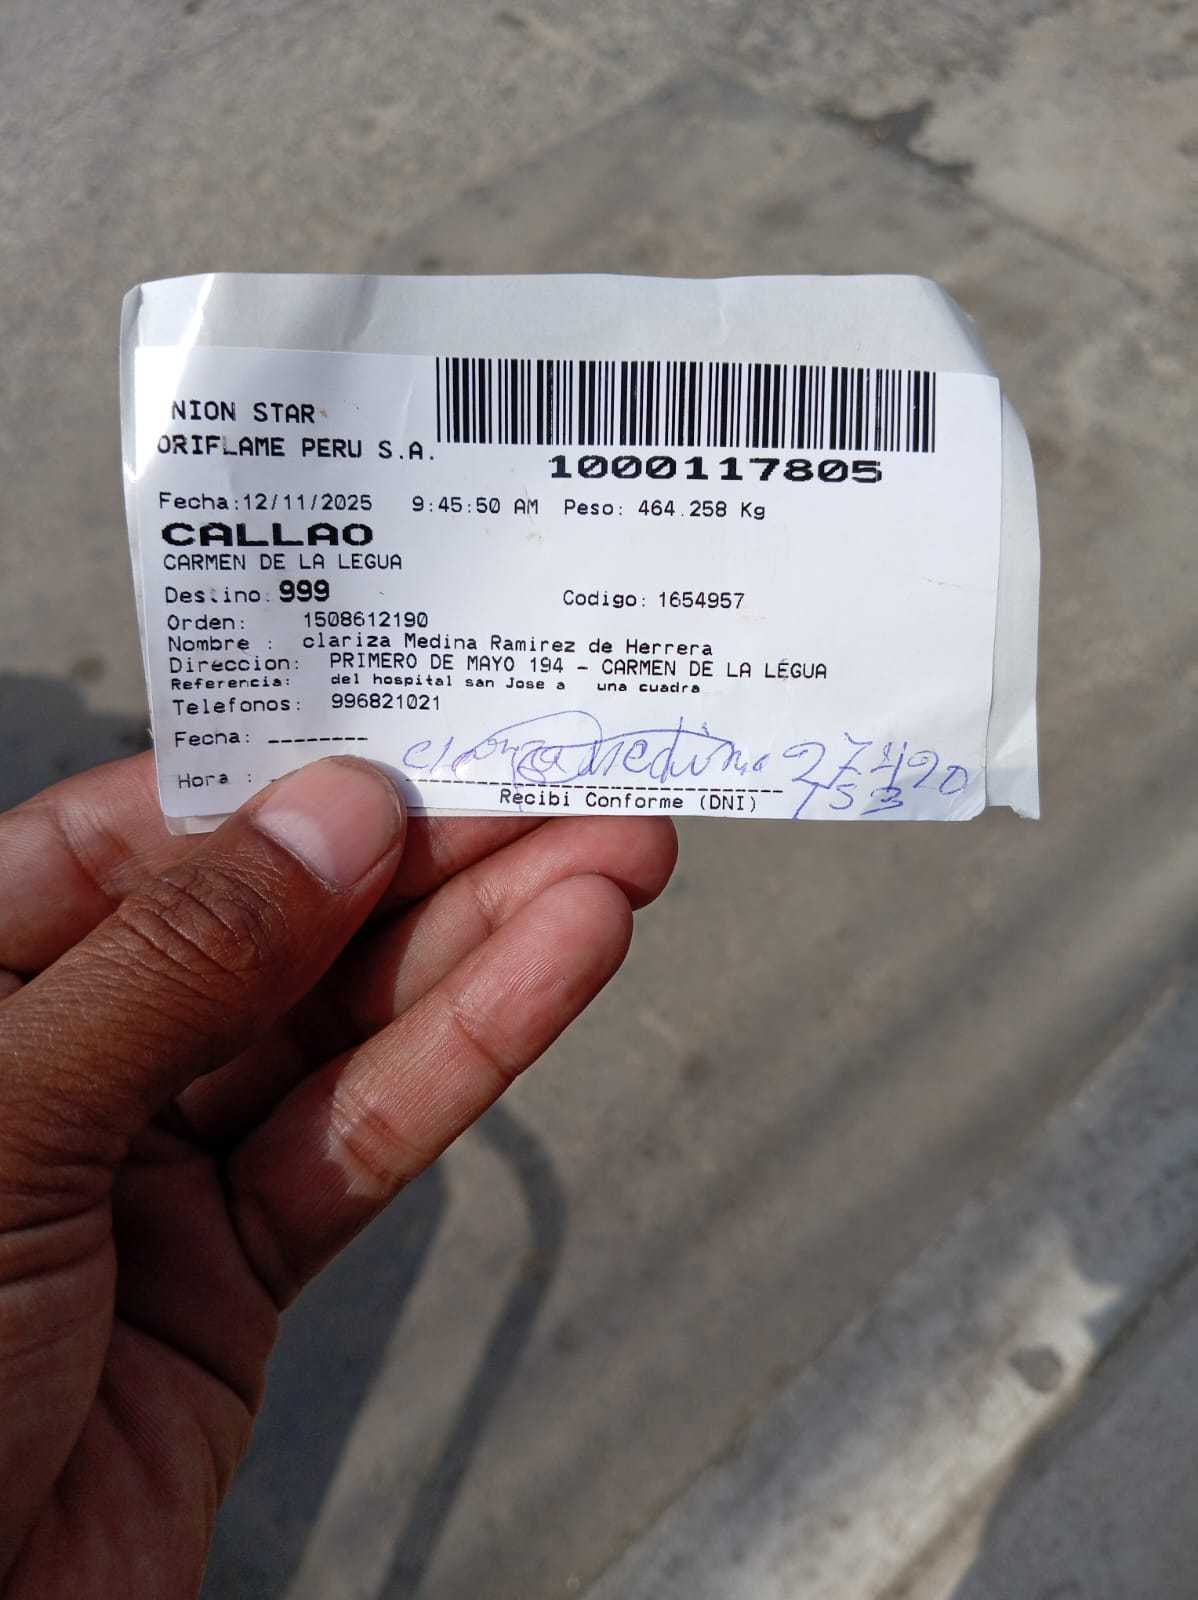 NION STAR
ORIFLAME PERU S.A.
1000117805
Fecha:12/11/2025 9:45:50 AM Peso: 464.258 Kg
CALLAO
CARMEN DE LA LEGUA
Destino: 999 Codigo: 1654957
Orden: 1508612190
Nombre : clariza Medina Ramirez de Herrera
Direccion: PRIMERO DE MAYO 194 - CARMEN DE LA LEGUA
Referencia: del hospital san Jose a una cuadra
Telefonos: 996821021
Fecha: --------
Hora :
Recibi Conforme (DNI)